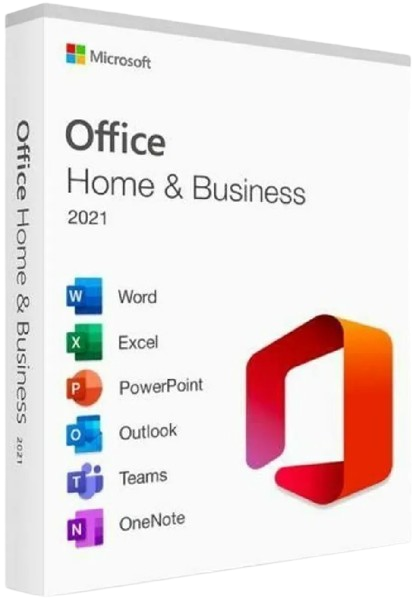 Microsoft
Office
Home & Business
2021
W Word
X Excel
P PowerPoint
O Outlook
T Teams
N OneNote
Office Home & Business 2021